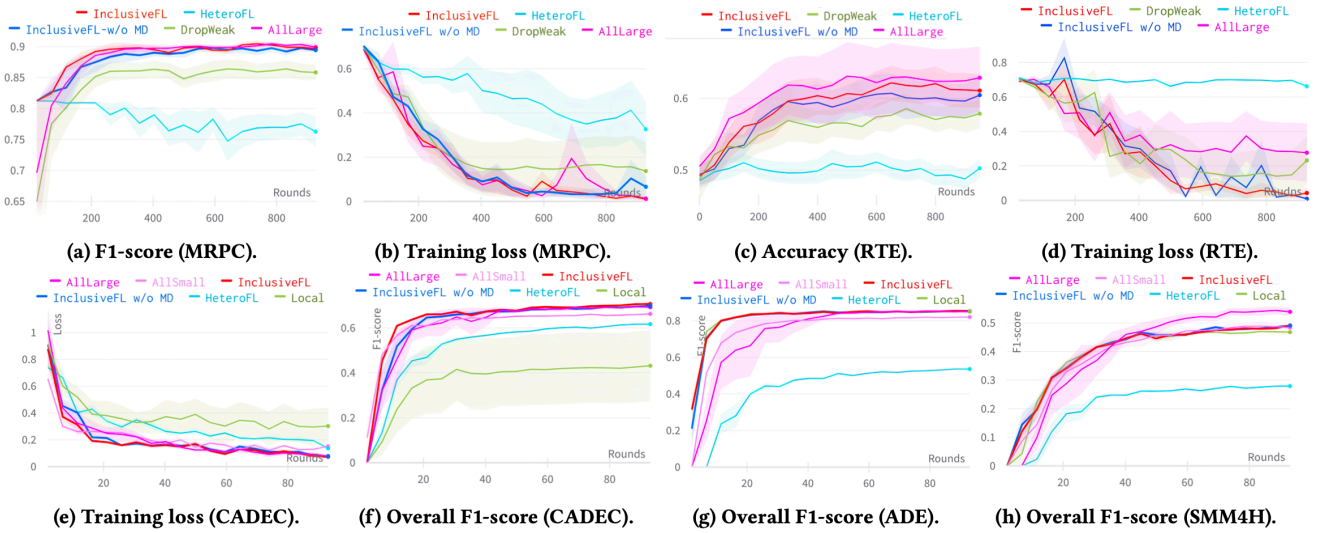 InclusiveFL HeteroFL
InclusiveFL-w/o MD DropWeak AllLarge
0.9
0.85
0.8
0.75
0.7
0.65
Rounds
200 400 600 800
(a) F1-score (MRPC).
InclusiveFL HeteroFL
InclusiveFL w/o MD DropWeak AllLarge
0.6
0.4
0.2
0
Rounds
200 400 600 800
(b) Training loss (MRPC).
InclusiveFL DropWeak HeteroFL
InclusiveFL w/o MD AllLarge
0.6
0.5
Rounds
0 200 400 600 800
(c) Accuracy (RTE).
InclusiveFL DropWeak HeteroFL
InclusiveFL w/o MD AllLarge
0.8
0.6
0.4
0.2
0
Roudns
200 400 600 800
(d) Training loss (RTE).
AllLarge AllSmall InclusiveFL
InclusiveFL w/o MD HeteroFL Local
Loss
1
0.8
0.6
0.4
0.2
0
Rounds
20 40 60 80
(e) Training loss (CADEC).
AllLarge AllSmall InclusiveFL
InclusiveFL w/o MD HeteroFL Local
F1-score
0.6
0.4
0.2
0
Rounds
20 40 60 80
(f) Overall F1-score (CADEC).
AllLarge AllSmall InclusiveFL
InclusiveFL w/o MD HeteroFL Local
F1-score
0.8
0.6
0.4
0.2
0
Rounds
20 40 60 80
(g) Overall F1-score (ADE).
AllLarge AllSmall InclusiveFL
InclusiveFL w/o MD HeteroFL Local
F1-score
0.5
0.4
0.3
0.2
0.1
0
Rounds
20 40 60 80
(h) Overall F1-score (SMM4H).